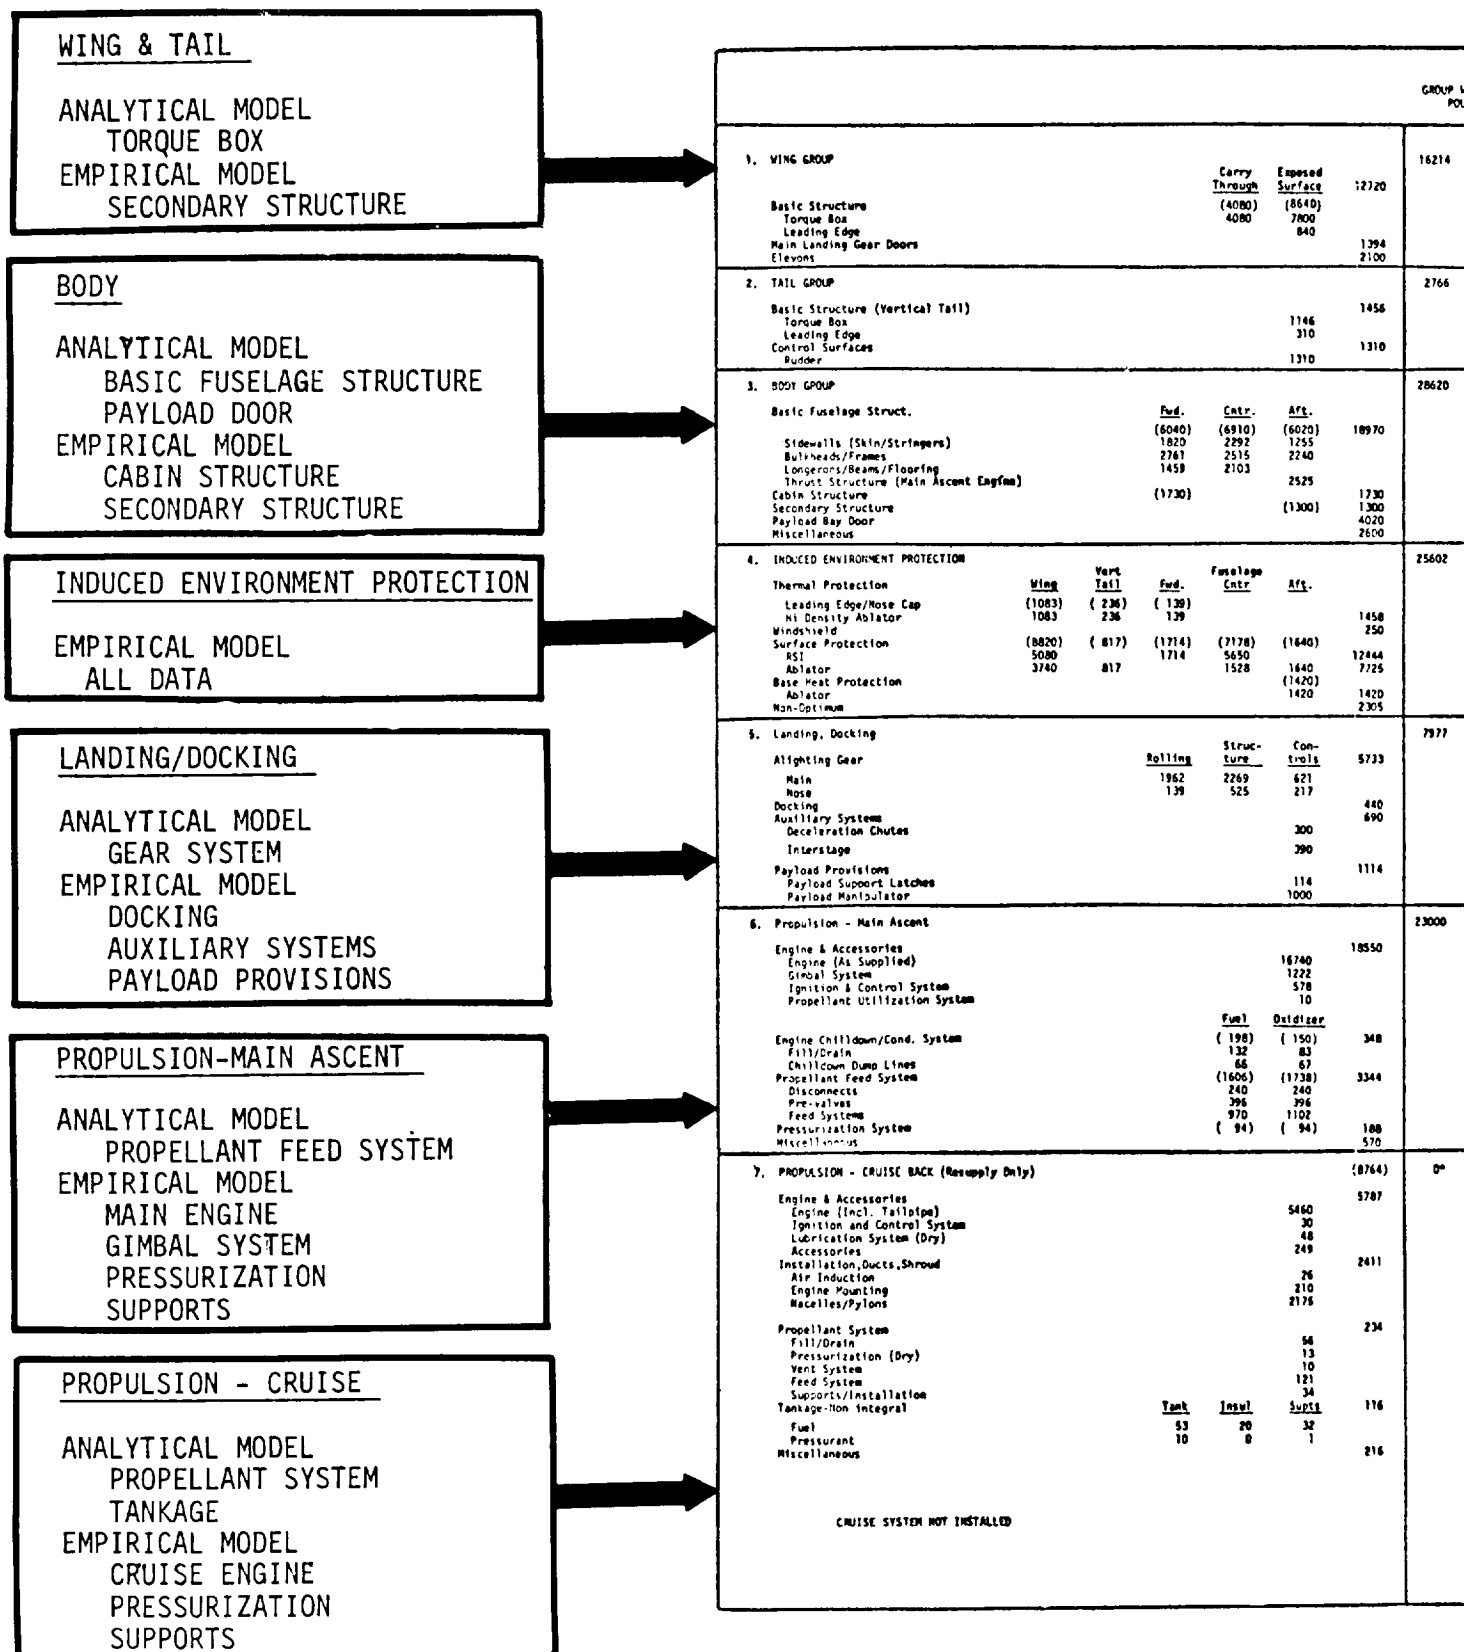 WING & TAIL
ANALYTICAL MODEL
TORQUE BOX
EMPIRICAL MODEL
SECONDARY STRUCTURE
BODY
ANALYTICAL MODEL
BASIC FUSELAGE STRUCTURE
PAYLOAD DOOR
EMPIRICAL MODEL
CABIN STRUCTURE
SECONDARY STRUCTURE
INDUCED ENVIRONMENT PROTECTION
EMPIRICAL MODEL
ALL DATA
LANDING/DOCKING
ANALYTICAL MODEL
GEAR SYSTEM
EMPIRICAL MODEL
DOCKING
AUXILIARY SYSTEMS
PAYLOAD PROVISIONS
PROPULSION-MAIN ASCENT
ANALYTICAL MODEL
PROPELLANT FEED SYSTEM
EMPIRICAL MODEL
MAIN ENGINE
GIMBAL SYSTEM
PRESSURIZATION
SUPPORTS
PROPULSION - CRUISE
ANALYTICAL MODEL
PROPELLANT SYSTEM
TANKAGE
EMPIRICAL MODEL
CRUISE ENGINE
PRESSURIZATION
SUPPORTS
GROUP W
POU
1. WING GROUP 16214
Carry Exposed
Through Surface 12720
Basic Structure (4080) (8640)
Torque Box 4080 7800
Leading Edge 840
Main Landing Gear Doors 1394
Elevons 2100
2. TAIL GROUP 2766
Basic Structure (Vertical Tail) 1456
Torque Box 1146
Leading Edge 310
Control Surfaces 1310
Rudder 1310
3. BODY GROUP 28620
Basic Fuselage Struct. Fwd. Cntr. Aft.
(6040) (6910) (6020) 18970
Sidewalls (Skin/Stringers) 1820 2292 1255
Bulkheads/Frames 2761 2515 2240
Longerons/Beams/Flooring 1459 2103
Thrust Structure (Main Ascent Engine) 2525
Cabin Structure (1730) 1730
Secondary Structure (1300) 1300
Payload Bay Door 4020
Miscellaneous 2600
4. INDUCED ENVIRONMENT PROTECTION 25602
Vert Fuselage
Thermal Protection Wing Tail Fwd. Cntr Aft.
Leading Edge/Nose Cap (1083) ( 236) ( 139)
Hi Density Ablator 1083 236 139 1458
Windshield 250
Surface Protection (8820) ( 817) (1714) (7178) (1640)
RSI 5080 1714 5650 12444
Ablator 3740 817 1528 1640 7725
Base Heat Protection (1420)
Ablator 1420 1420
Non-Optimum 2305
5. Landing, Docking 7977
Struc- Con-
Alighting Gear Rolling ture trols 5733
Main 1962 2269 621
Nose 139 525 217
Docking 440
Auxiliary Systems 690
Deceleration Chutes 300
Interstage 390
Payload Provisions 1114
Payload Support Latches 114
Payload Manipulator 1000
6. Propulsion - Main Ascent 23000
Engine & Accessories 18550
Engine (As Supplied) 16740
Gimbal System 1222
Ignition & Control System 578
Propellant Utilization System 10
Fuel Oxidizer
Engine Chilldown/Cond. System ( 198) ( 150) 348
Fill/Drain 132 83
Chilldown Dump Lines 66 67
Propellant Feed System (1606) (1738) 3344
Disconnects 240 240
Pre-valves 396 396
Feed Systems 970 1102
Pressurization System ( 94) ( 94) 188
Miscellaneous 570
7. PROPULSION - CRUISE BACK (Resupply Only) (8764) 0*
Engine & Accessories 5787
Engine (Incl. Tailpipe) 5460
Ignition and Control System 30
Lubrication System (Dry) 48
Accessories 249
Installation,Ducts,Shroud 2411
Air Induction 26
Engine Mounting 210
Nacelles/Pylons 2175
Propellant System 234
Fill/Drain 56
Pressurization (Dry) 13
Vent System 10
Feed System 121
Supports/Installation 34
Tankage-Non integral Tank Insul Supts 116
Fuel 53 20 32
Pressurant 10 0 1
Miscellaneous 216
CRUISE SYSTEM NOT INSTALLED